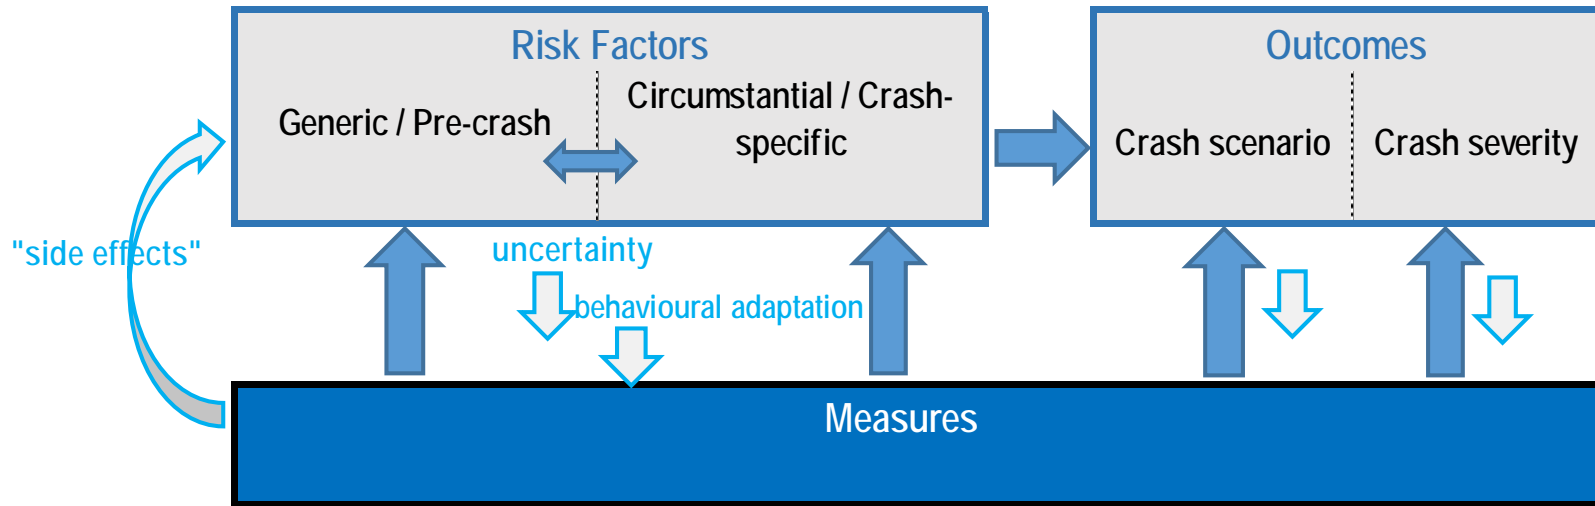 Risk Factors
Generic / Pre-crash
Circumstantial / Crash-
specific
Outcomes
Crash scenario
Crash severity
"side effects"
uncertainty
behavioural adaptation
Measures